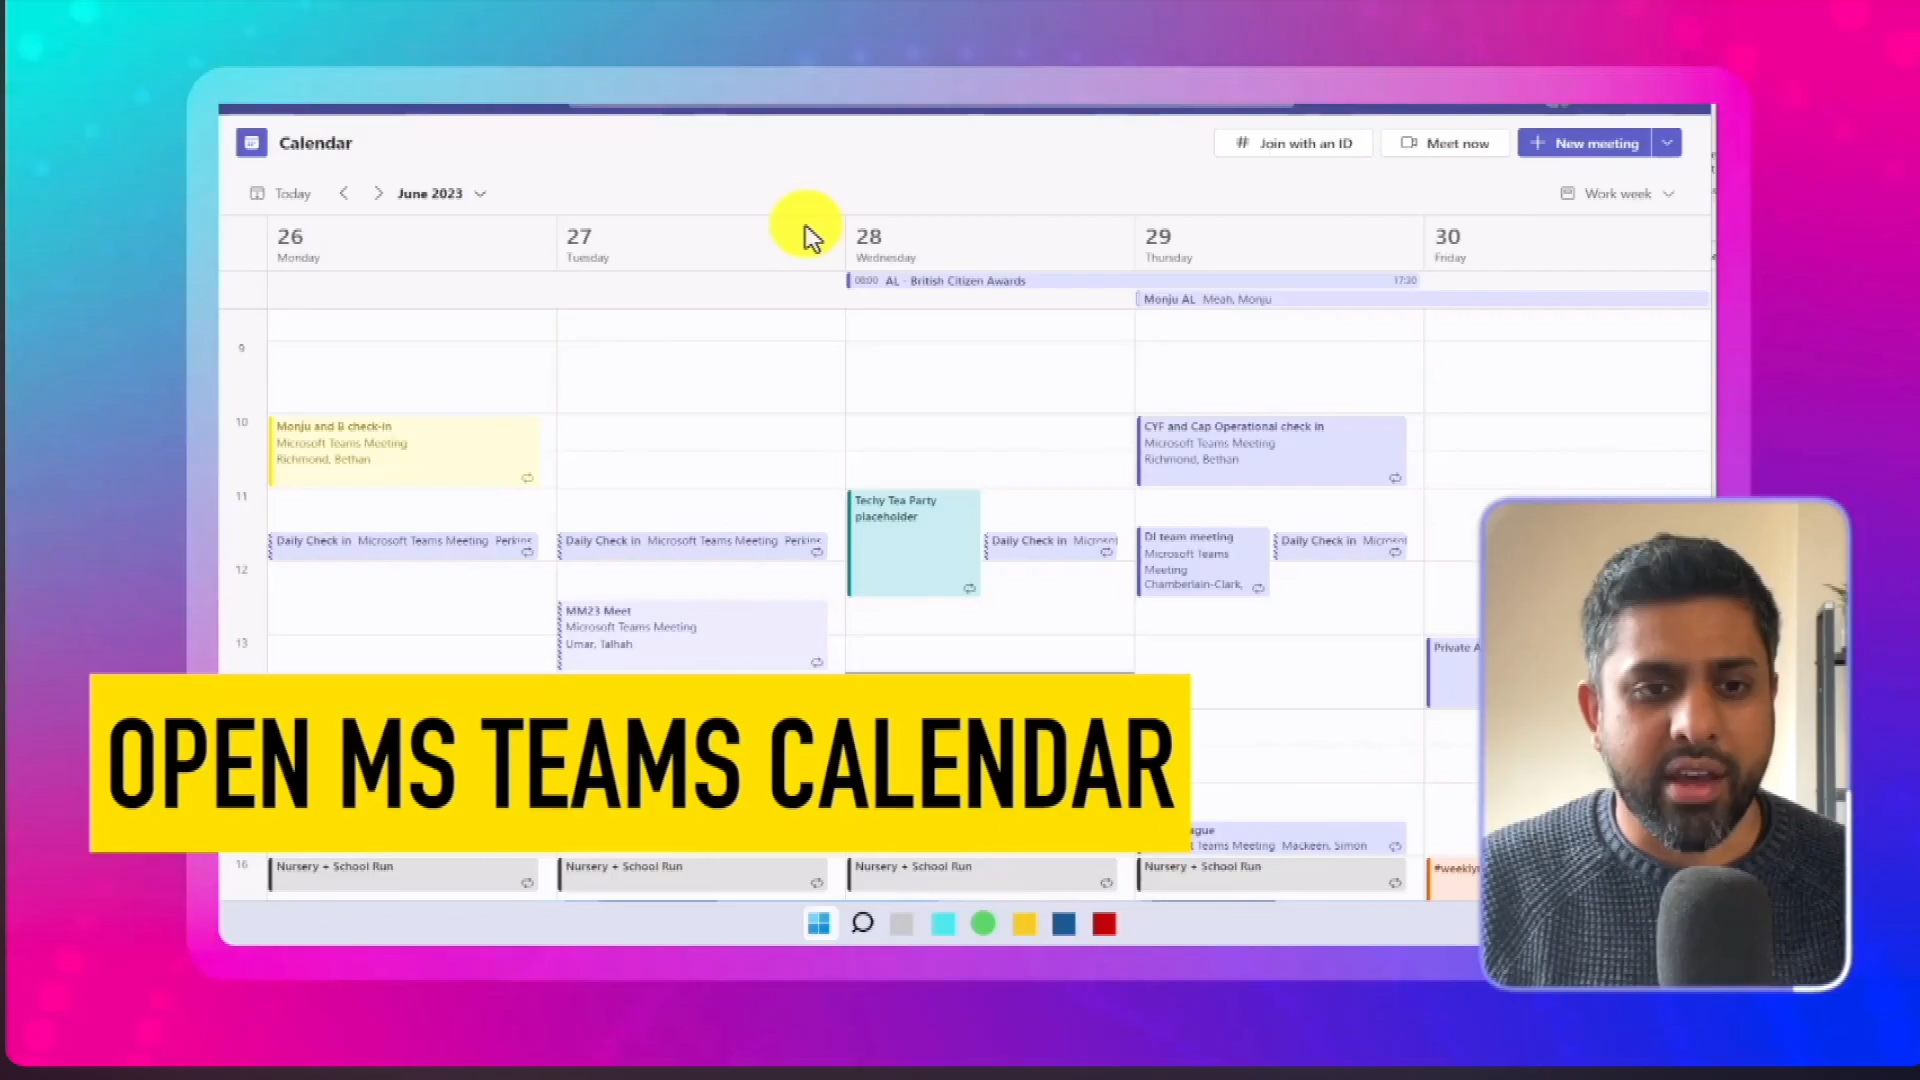 Calendar
# Join with an ID
Meet now
+ New meeting
Today
June 2023
Work week
26
Monday
27
Tuesday
28
Wednesday
29
Thursday
30
Friday
08:00 AL - British Citizen Awards 17:30
Monju AL Meah, Monju
9
10
Monju and B check-in
Microsoft Teams Meeting
Richmond, Bethan
CYF and Cap Operational check in
Microsoft Teams Meeting
Richmond, Bethan
11
Techy Tea Party
placeholder
Daily Check in Microsoft Teams Meeting Perkins
Daily Check in Microsoft Teams Meeting Perkins
Daily Check in Microsoft
DI team meeting
Microsoft Teams
Meeting
Chamberlain-Clark,
Daily Check in Microsoft
12
MM23 Meet
Microsoft Teams Meeting
Umar, Talhah
13
Private A
OPEN MS TEAMS CALENDAR
ague
t Teams Meeting Mackeen, Simon
16
Nursery + School Run
Nursery + School Run
Nursery + School Run
Nursery + School Run
#weekly